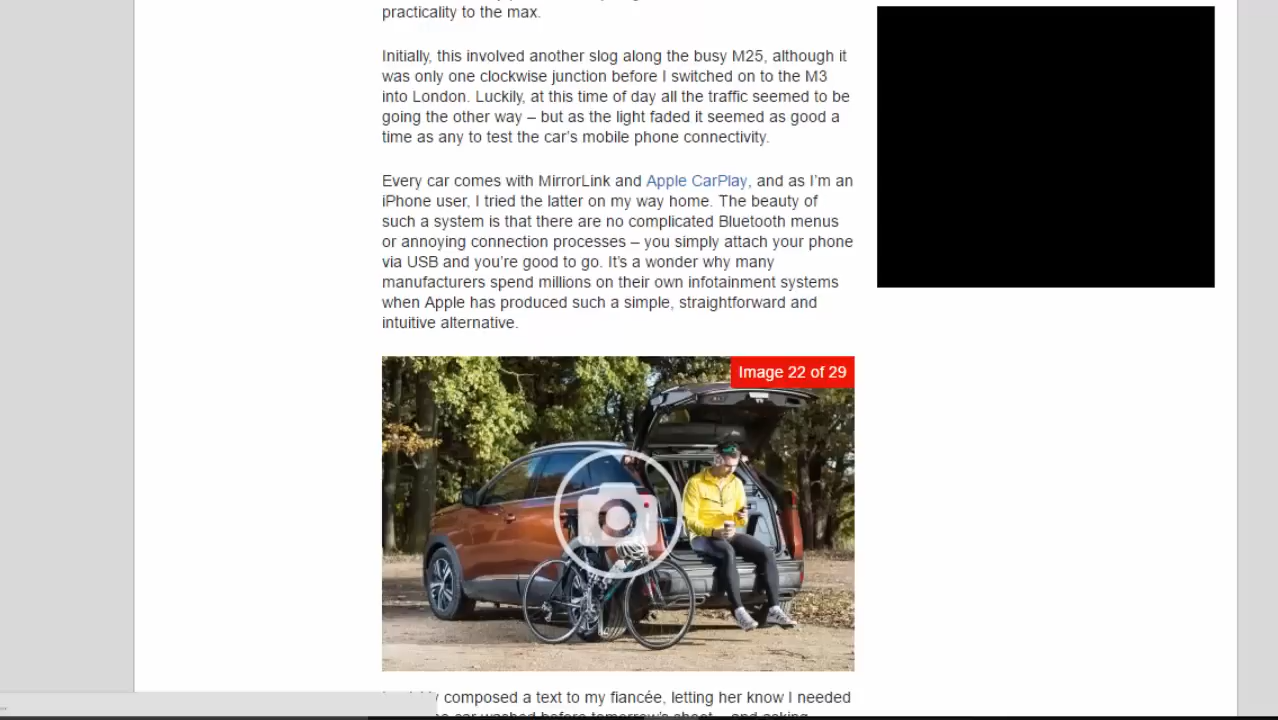 practicality to the max.
Initially, this involved another slog along the busy M25, although it
was only one clockwise junction before I switched on to the M3
into London. Luckily, at this time of day all the traffic seemed to be
going the other way – but as the light faded it seemed as good a
time as any to test the car’s mobile phone connectivity.
Every car comes with MirrorLink and Apple CarPlay, and as I’m an
iPhone user, I tried the latter on my way home. The beauty of
such a system is that there are no complicated Bluetooth menus
or annoying connection processes – you simply attach your phone
via USB and you’re good to go. It’s a wonder why many
manufacturers spend millions on their own infotainment systems
when Apple has produced such a simple, straightforward and
intuitive alternative.
Image 22 of 29
composed a text to my fiancée, letting her know I needed
car washed before tomorrow’s shoot – and asking